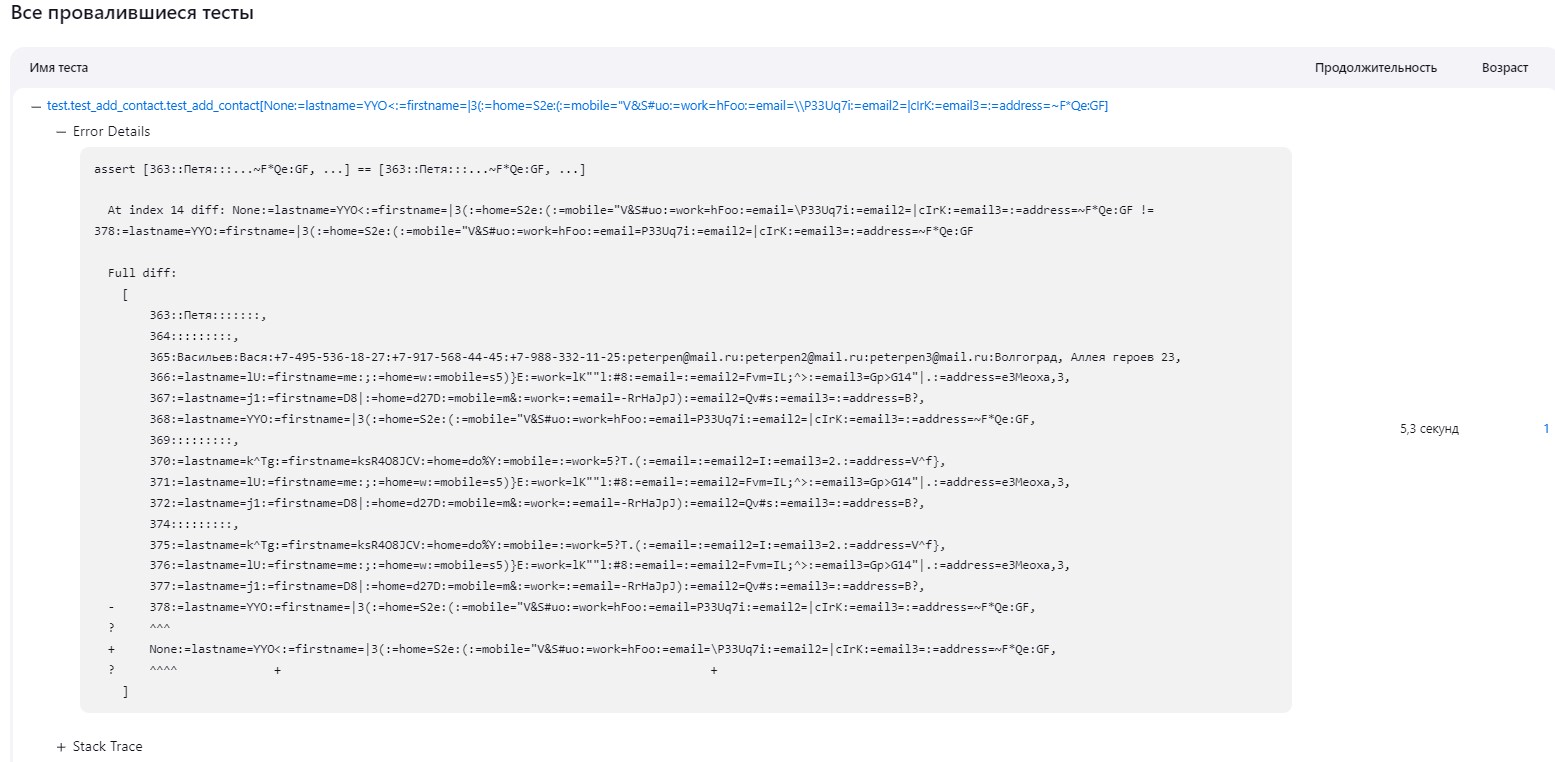 Все провалившиеся тесты
Имя теста Продолжительность Возраст
— test.test_add_contact.test_add_contact[None:=lastname=YYO<:=firstname=|3(:=home=S2e:(:=mobile="V&S#uo:=work=hFoo:=email=\\P33Uq7i:=email2=|cIrK:=email3=:=address=~F*Qe:GF]
— Error Details
assert [363::Петя:::...~F*Qe:GF, ...] == [363::Петя:::...~F*Qe:GF, ...]
At index 14 diff: None:=lastname=YYO<:=firstname=|3(:=home=S2e:(:=mobile="V&S#uo:=work=hFoo:=email=\P33Uq7i:=email2=|cIrK:=email3=:=address=~F*Qe:GF !=
378:=lastname=YYO:=firstname=|3(:=home=S2e:(:=mobile="V&S#uo:=work=hFoo:=email=P33Uq7i:=email2=|cIrK:=email3=:=address=~F*Qe:GF
Full diff:
[
363::Петя:::::::,
364:::::::::,
365:Васильев:Вася:+7-495-536-18-27:+7-917-568-44-45:+7-988-332-11-25:peterpen@mail.ru:peterpen2@mail.ru:peterpen3@mail.ru:Волгоград, Аллея героев 23,
366:=lastname=lU:=firstname=me:;:=home=w:=mobile=s5)}E:=work=lK""l:#8:=email=:=email2=Fvm=IL;^>:=email3=Gp>G14"|.:=address=e3Meoxa,3,
367:=lastname=j1:=firstname=D8|:=home=d27D:=mobile=m&:=work=:=email=-RrHaJpJ):=email2=Qv#s:=email3=:=address=B?,
368:=lastname=YYO:=firstname=|3(:=home=S2e:(:=mobile="V&S#uo:=work=hFoo:=email=P33Uq7i:=email2=|cIrK:=email3=:=address=~F*Qe:GF,
369:::::::::,
370:=lastname=k^Tg:=firstname=ksR4O8JCV:=home=do%Y:=mobile=:=work=5?T.(:=email=:=email2=I:=email3=2.:=address=V^f},
371:=lastname=lU:=firstname=me:;:=home=w:=mobile=s5)}E:=work=lK""l:#8:=email=:=email2=Fvm=IL;^>:=email3=Gp>G14"|.:=address=e3Meoxa,3,
372:=lastname=j1:=firstname=D8|:=home=d27D:=mobile=m&:=work=:=email=-RrHaJpJ):=email2=Qv#s:=email3=:=address=B?,
374:::::::::,
375:=lastname=k^Tg:=firstname=ksR4O8JCV:=home=do%Y:=mobile=:=work=5?T.(:=email=:=email2=I:=email3=2.:=address=V^f},
376:=lastname=lU:=firstname=me:;:=home=w:=mobile=s5)}E:=work=lK""l:#8:=email=:=email2=Fvm=IL;^>:=email3=Gp>G14"|.:=address=e3Meoxa,3,
377:=lastname=j1:=firstname=D8|:=home=d27D:=mobile=m&:=work=:=email=-RrHaJpJ):=email2=Qv#s:=email3=:=address=B?,
- 378:=lastname=YYO:=firstname=|3(:=home=S2e:(:=mobile="V&S#uo:=work=hFoo:=email=P33Uq7i:=email2=|cIrK:=email3=:=address=~F*Qe:GF,
? ^^^
+ None:=lastname=YYO<:=firstname=|3(:=home=S2e:(:=mobile="V&S#uo:=work=hFoo:=email=\P33Uq7i:=email2=|cIrK:=email3=:=address=~F*Qe:GF,
? ^^^^ + +
]
5,3 секунд 1
+ Stack Trace